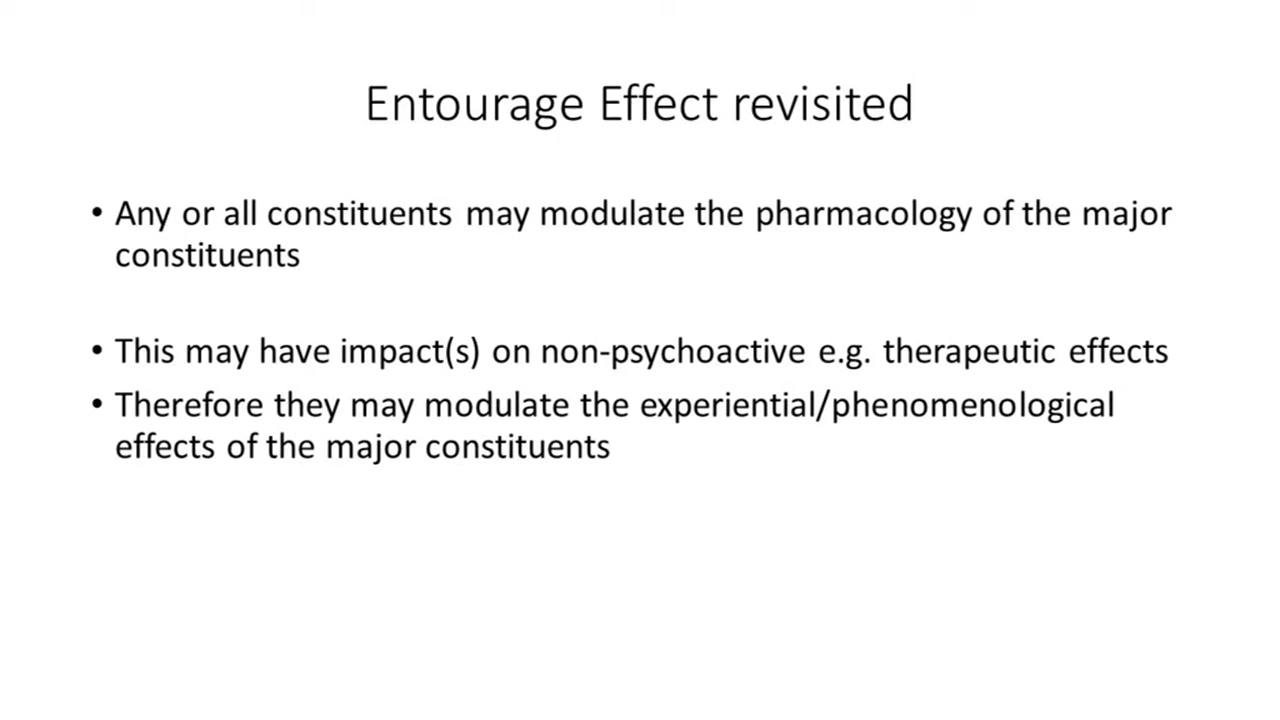 Entourage Effect revisited
• Any or all constituents may modulate the pharmacology of the major
constituents
• This may have impact(s) on non-psychoactive e.g. therapeutic effects
• Therefore they may modulate the experiential/phenomenological
effects of the major constituents